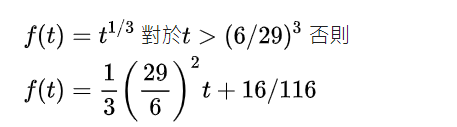 f(t) = t^{1/3} 對於t > (6/29)^3 否則
f(t) = \frac{1}{3} \left( \frac{29}{6} \right)^2 t + 16/116